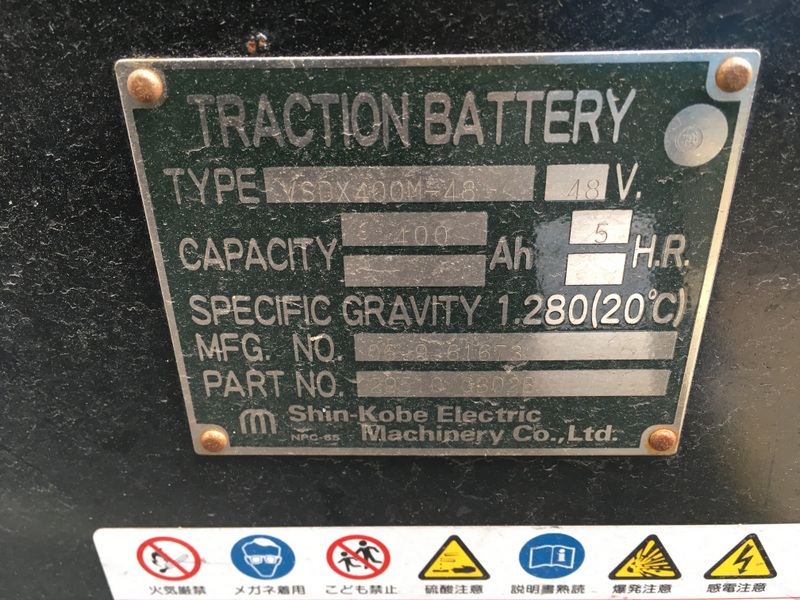 TRACTION BATTERY
TYPE VSDX400M-48 48 V.
CAPACITY 400 Ah 5 H.R.
SPECIFIC GRAVITY 1.280(20°C)
MFG. NO.
PART NO.
Shin-Kobe Electric
NPC-65 Machinery Co.,Ltd.
火気厳禁 メガネ着用 こども禁止 硫酸注意 説明書熟読 爆発注意 感電注意